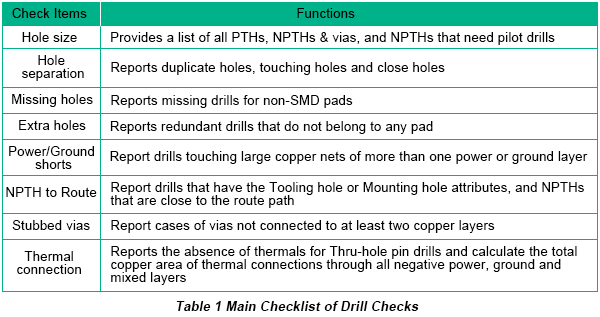 Check Items Functions
Hole size Provides a list of all PTHs, NPTHs & vias, and NPTHs that need pilot drills
Hole
separation Reports duplicate holes, touching holes and close holes
Missing holes Reports missing drills for non-SMD pads
Extra holes Reports redundant drills that do not belong to any pad
Power/Ground
shorts Report drills touching large copper nets of more than one power or ground layer
NPTH to Route Report drills that have the Tooling hole or Mounting hole attributes, and NPTHs
that are close to the route path
Stubbed vias Report cases of vias not connected to at least two copper layers
Thermal
connection Reports the absence of thermals for Thru-hole pin drills and calculate the total
copper area of thermal connections through all negative power, ground and
mixed layers
Table 1 Main Checklist of Drill Checks